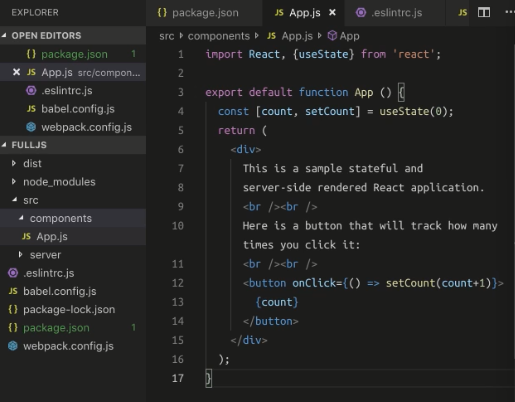 EXPLORER
OPEN EDITORS
{} package.json 1
× JS App.js src/compon...
.eslintrc.js
JS babel.config.js
webpack.config.js
FULLJS
dist
node_modules
src
components
JS App.js
server
.eslintrc.js
JS babel.config.js
{} package-lock.json
{} package.json 1
webpack.config.js
{} package.json
JS App.js ×
.eslintrc.js
JS
src > components > JS App.js > App
1 import React, {useState} from 'react';
2
3 export default function App () {
4 const [count, setCount] = useState(0);
5 return (
6 <div>
7 This is a sample stateful and
8 server-side rendered React application.
9 <br /><br />
10 Here is a button that will track how many
times you click it:
11 <br /><br />
12 <button onClick={() => setCount(count+1)}>
13 {count}
14 </button>
15 </div>
16 );
17 }